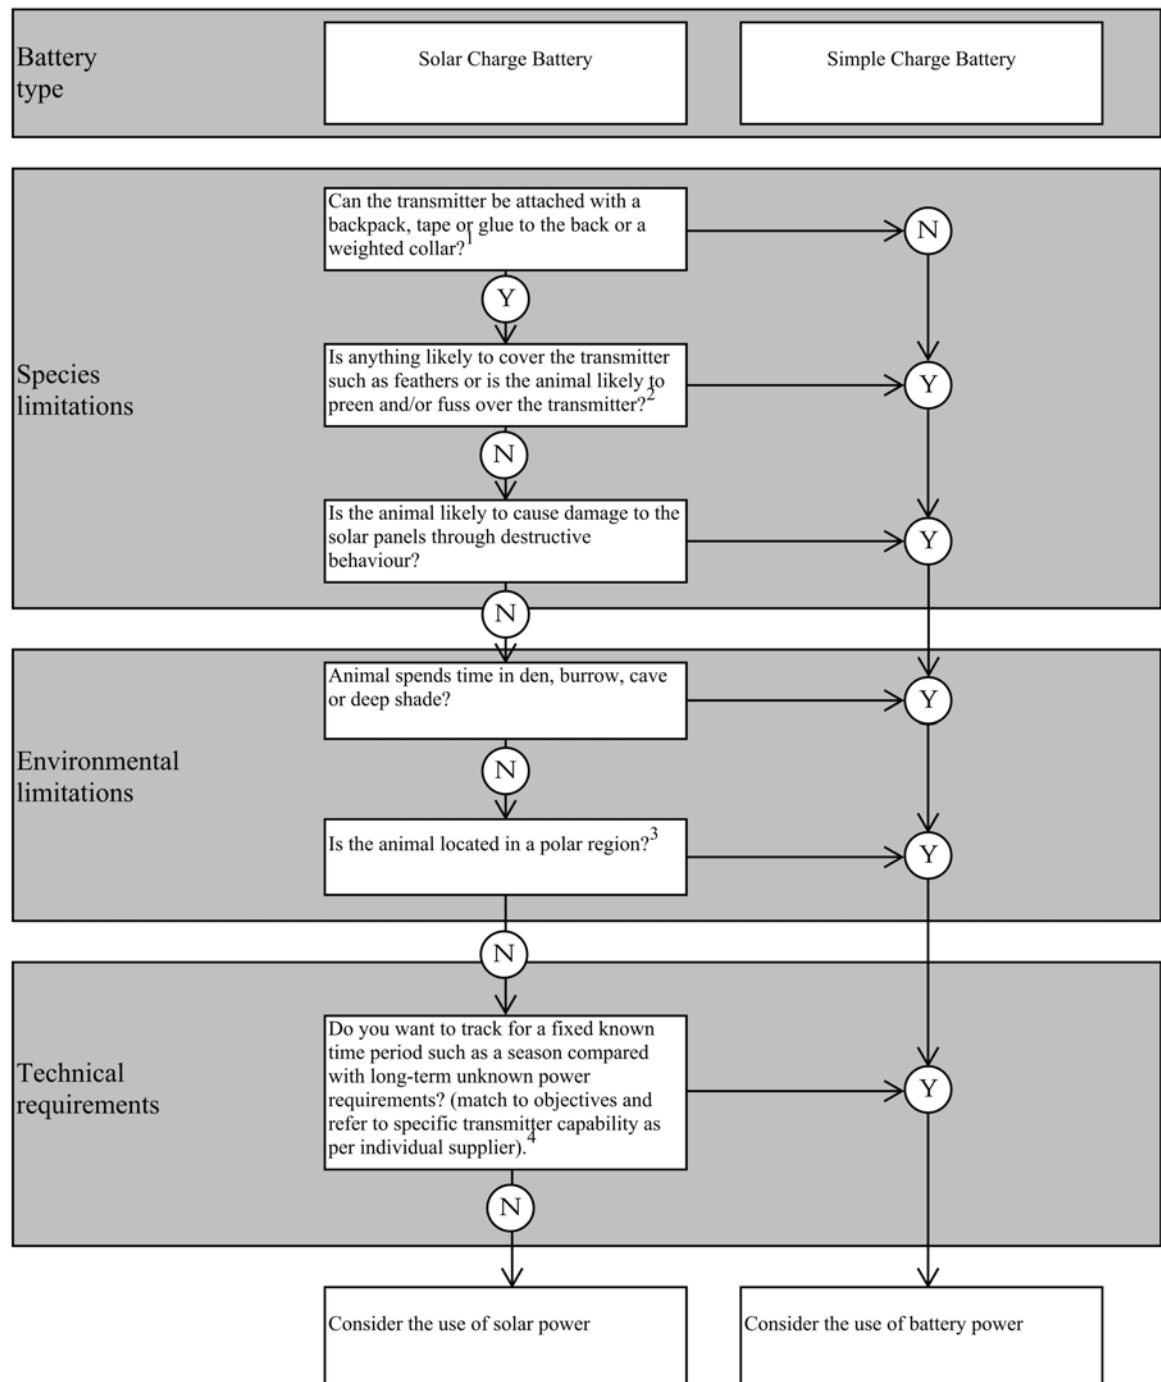 Battery
type
Solar Charge Battery
Simple Charge Battery
Species
limitations
Can the transmitter be attached with a
backpack, tape or glue to the back or a
weighted collar?1
N
Y
Is anything likely to cover the transmitter
such as feathers or is the animal likely to
preen and/or fuss over the transmitter?2
Y
N
Is the animal likely to cause damage to the
solar panels through destructive
behaviour?
Y
N
Environmental
limitations
Animal spends time in den, burrow, cave
or deep shade?
Y
N
Is the animal located in a polar region?3
Y
N
Technical
requirements
Do you want to track for a fixed known
time period such as a season compared
with long-term unknown power
requirements? (match to objectives and
refer to specific transmitter capability as
per individual supplier).4
Y
N
Consider the use of solar power
Consider the use of battery power